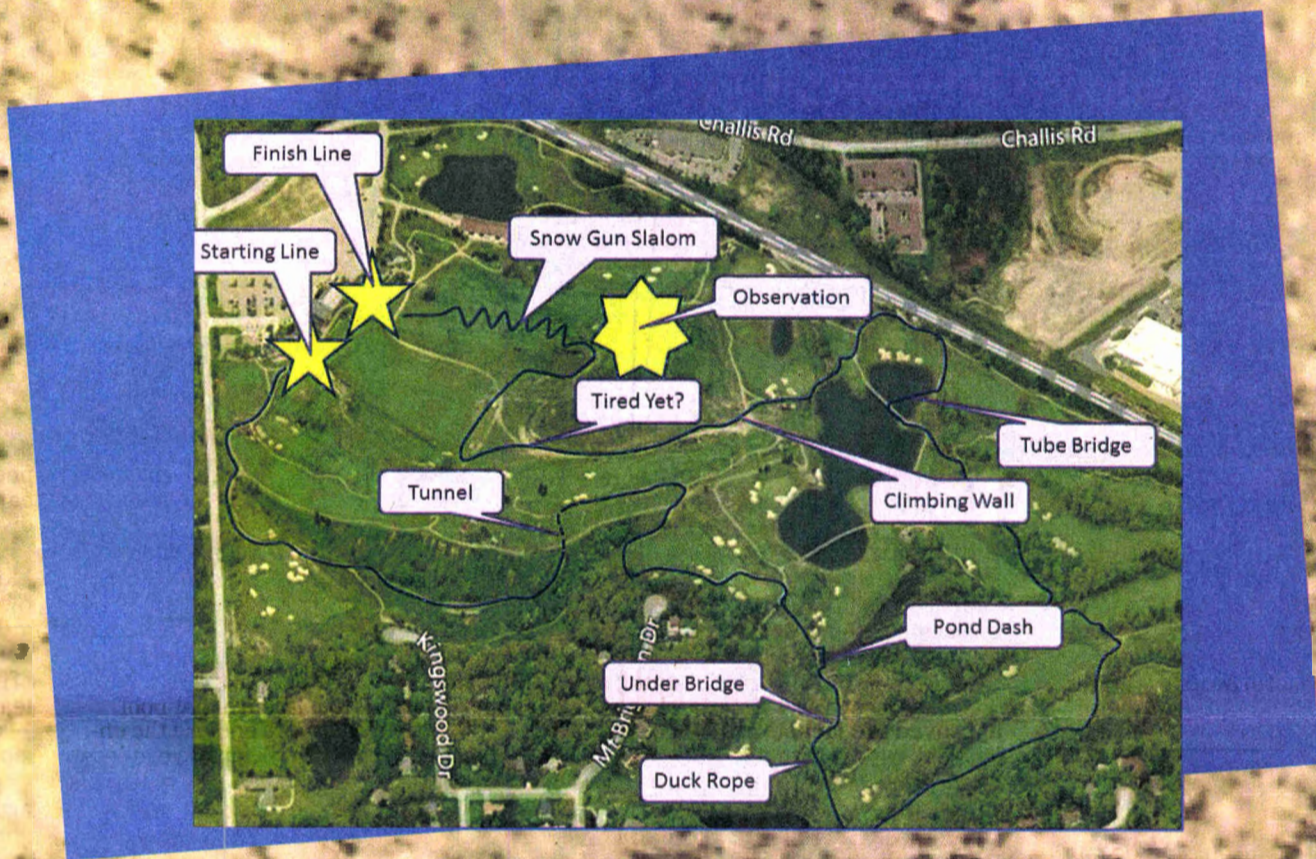 Challis Rd
Challis Rd
Finish Line
Starting Line
Snow Gun Slalom
Observation
Tired Yet?
Tube Bridge
Tunnel
Climbing Wall
Pond Dash
Under Bridge
Kingswood Dr
Duck Rope